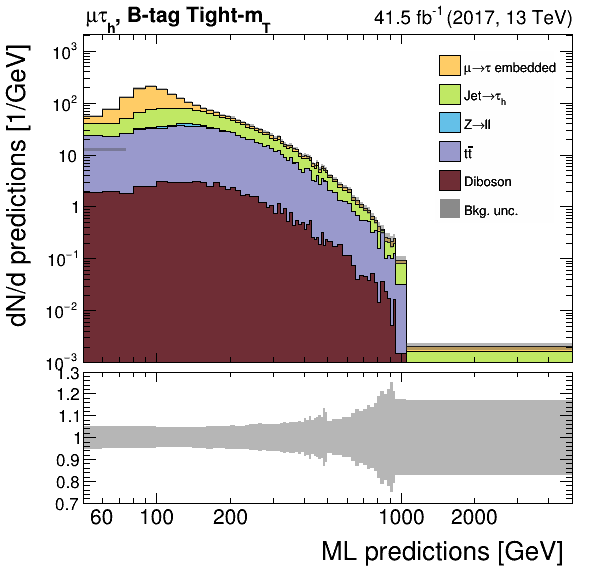 μτh, B-tag Tight-mT
41.5 fb⁻¹ (2017, 13 TeV)
dN/d predictions [1/GeV]
10³
10²
10
1
10⁻¹
10⁻²
10⁻³
μ→τ embedded
Jet→τh
Z→ll
tt̄
Diboson
Bkg. unc.
1.3
1.2
1.1
1
0.9
0.8
0.7
60 100 200 1000 2000
ML predictions [GeV]